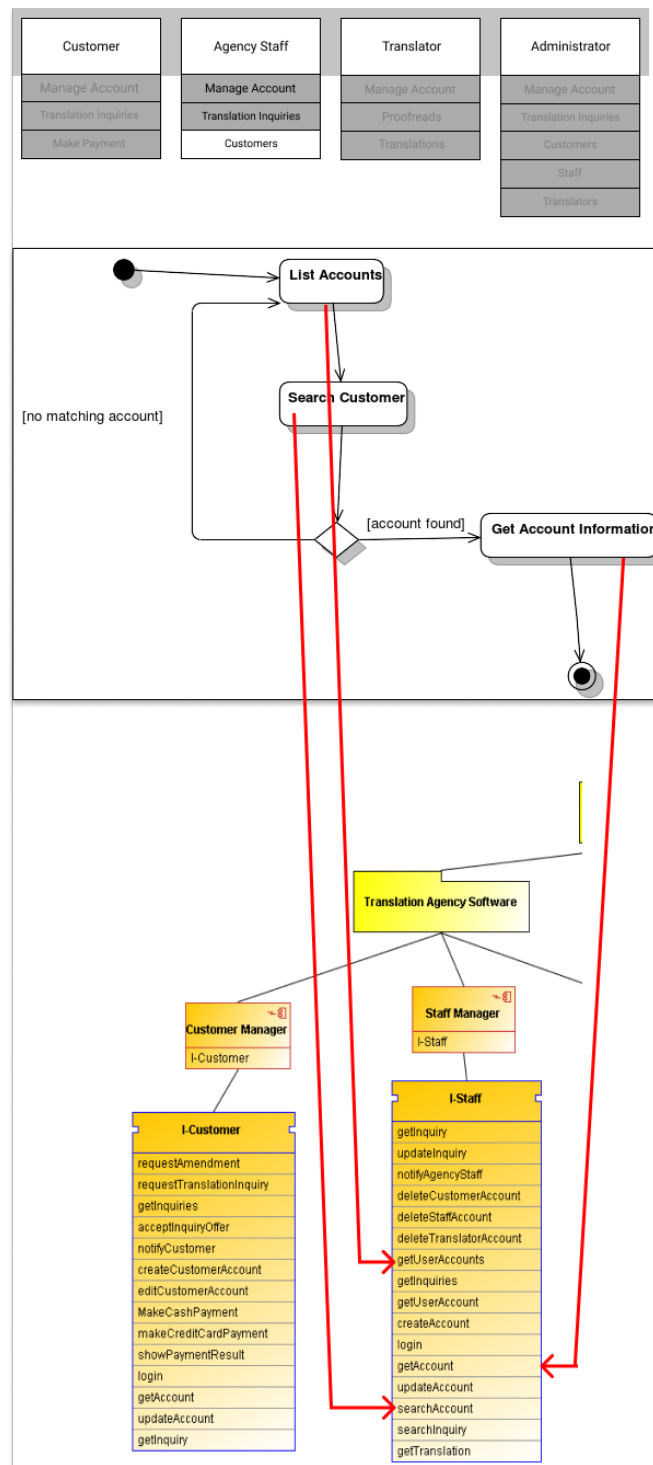 Customer
Manage Account
Translation Inquiries
Make Payment
Agency Staff
Manage Account
Translation Inquiries
Customers
Translator
Manage Account
Proofreads
Translations
Administrator
Manage Account
Translation Inquiries
Customers
Staff
Translators
List Accounts
Search Customer
[no matching account]
[account found]
Get Account Information
Translation Agency Software
Customer Manager
I-Customer
Staff Manager
I-Staff
I-Customer
requestAmendment
requestTranslationInquiry
getInquiries
acceptInquiryOffer
notifyCustomer
createCustomerAccount
editCustomerAccount
MakeCashPayment
makeCreditCardPayment
showPaymentResult
login
getAccount
updateAccount
getInquiry
I-Staff
getInquiry
updateInquiry
notifyAgencyStaff
deleteCustomerAccount
deleteStaffAccount
deleteTranslatorAccount
getUserAccounts
getInquiries
getUserAccount
createAccount
login
getAccount
updateAccount
searchAccount
searchInquiry
getTranslation